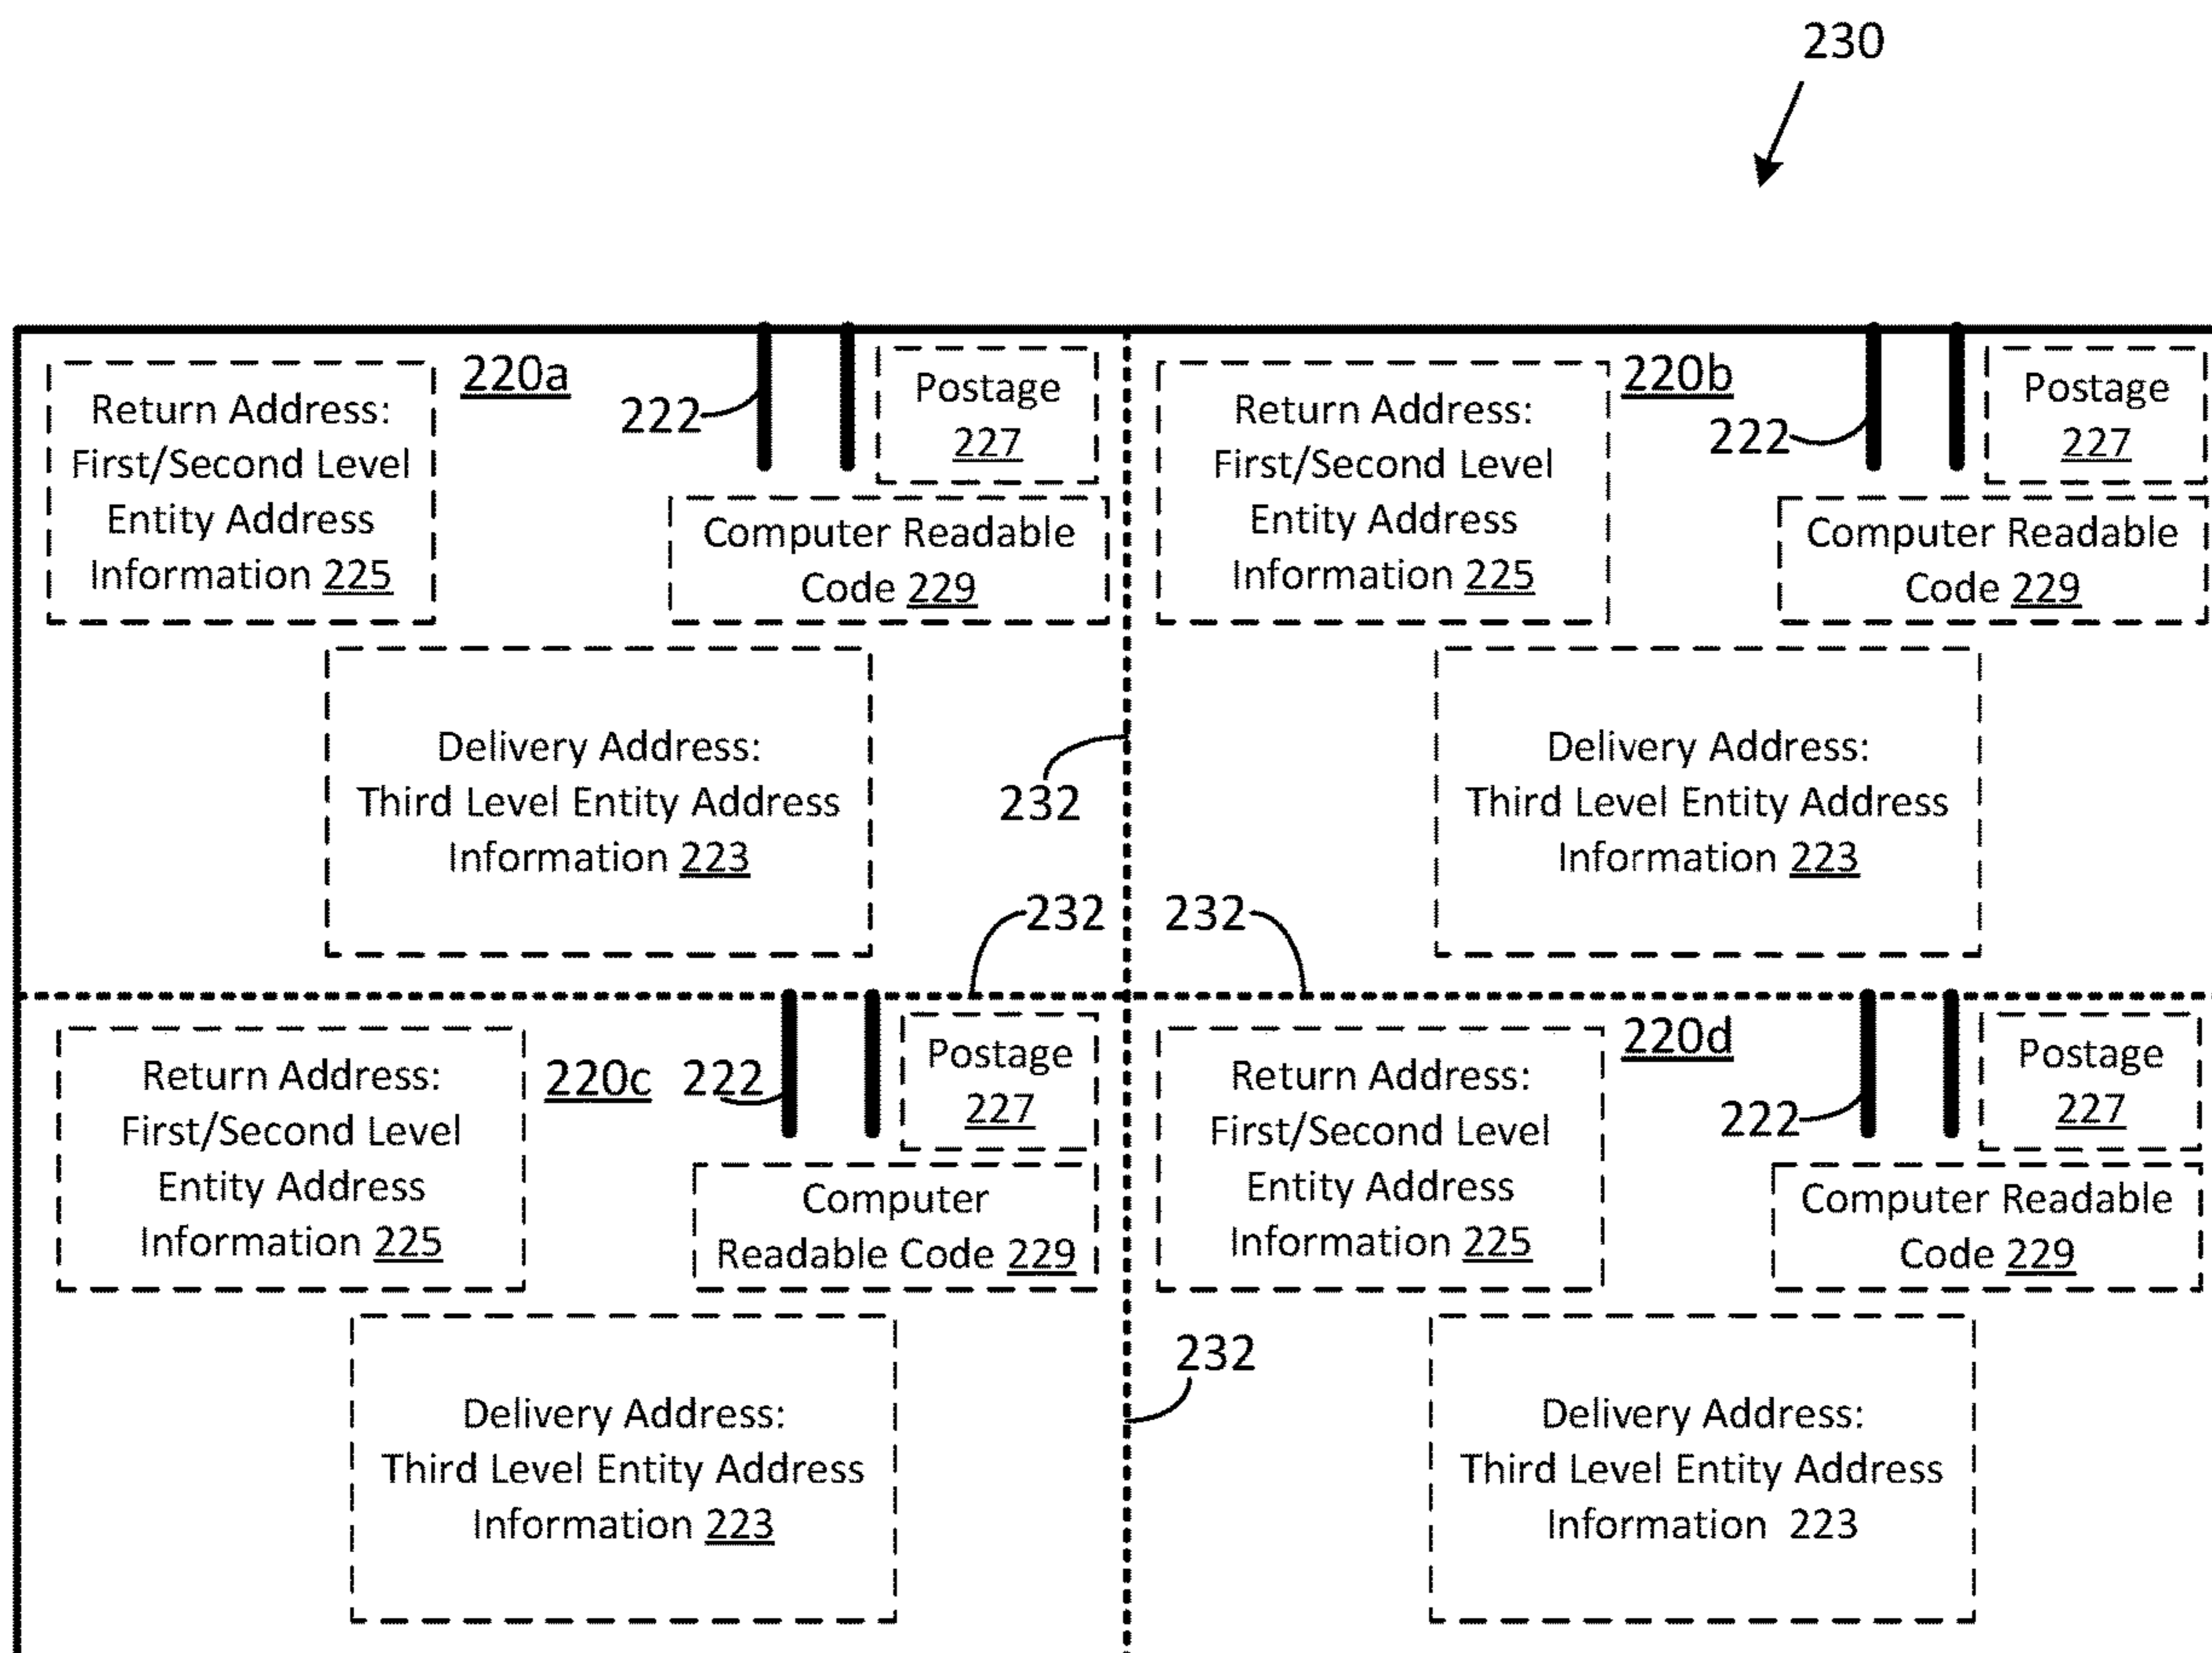 230
220a
222
Return Address:
First/Second Level
Entity Address
Information 225
Postage
227
Computer Readable
Code 229
Delivery Address:
Third Level Entity Address
Information 223
232
220b
222
Return Address:
First/Second Level
Entity Address
Information 225
Postage
227
Computer Readable
Code 229
Delivery Address:
Third Level Entity Address
Information 223
232
232
220c
222
Return Address:
First/Second Level
Entity Address
Information 225
Postage
227
Computer
Readable Code 229
Delivery Address:
Third Level Entity Address
Information 223
232
220d
222
Return Address:
First/Second Level
Entity Address
Information 225
Postage
227
Computer Readable
Code 229
Delivery Address:
Third Level Entity Address
Information 223